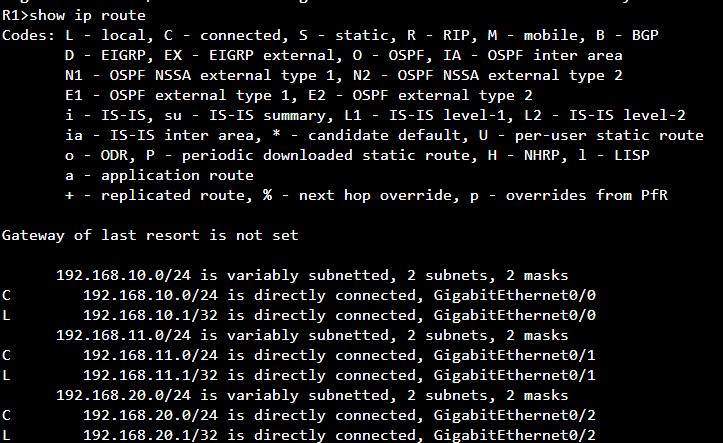 R1>show ip route
Codes: L - local, C - connected, S - static, R - RIP, M - mobile, B - BGP
       D - EIGRP, EX - EIGRP external, O - OSPF, IA - OSPF inter area
       N1 - OSPF NSSA external type 1, N2 - OSPF NSSA external type 2
       E1 - OSPF external type 1, E2 - OSPF external type 2
       i - IS-IS, su - IS-IS summary, L1 - IS-IS level-1, L2 - IS-IS level-2
       ia - IS-IS inter area, * - candidate default, U - per-user static route
       o - ODR, P - periodic downloaded static route, H - NHRP, l - LISP
       a - application route
       + - replicated route, % - next hop override, p - overrides from PfR

Gateway of last resort is not set

      192.168.10.0/24 is variably subnetted, 2 subnets, 2 masks
C        192.168.10.0/24 is directly connected, GigabitEthernet0/0
L        192.168.10.1/32 is directly connected, GigabitEthernet0/0
      192.168.11.0/24 is variably subnetted, 2 subnets, 2 masks
C        192.168.11.0/24 is directly connected, GigabitEthernet0/1
L        192.168.11.1/32 is directly connected, GigabitEthernet0/1
      192.168.20.0/24 is variably subnetted, 2 subnets, 2 masks
C        192.168.20.0/24 is directly connected, GigabitEthernet0/2
L        192.168.20.1/32 is directly connected, GigabitEthernet0/2